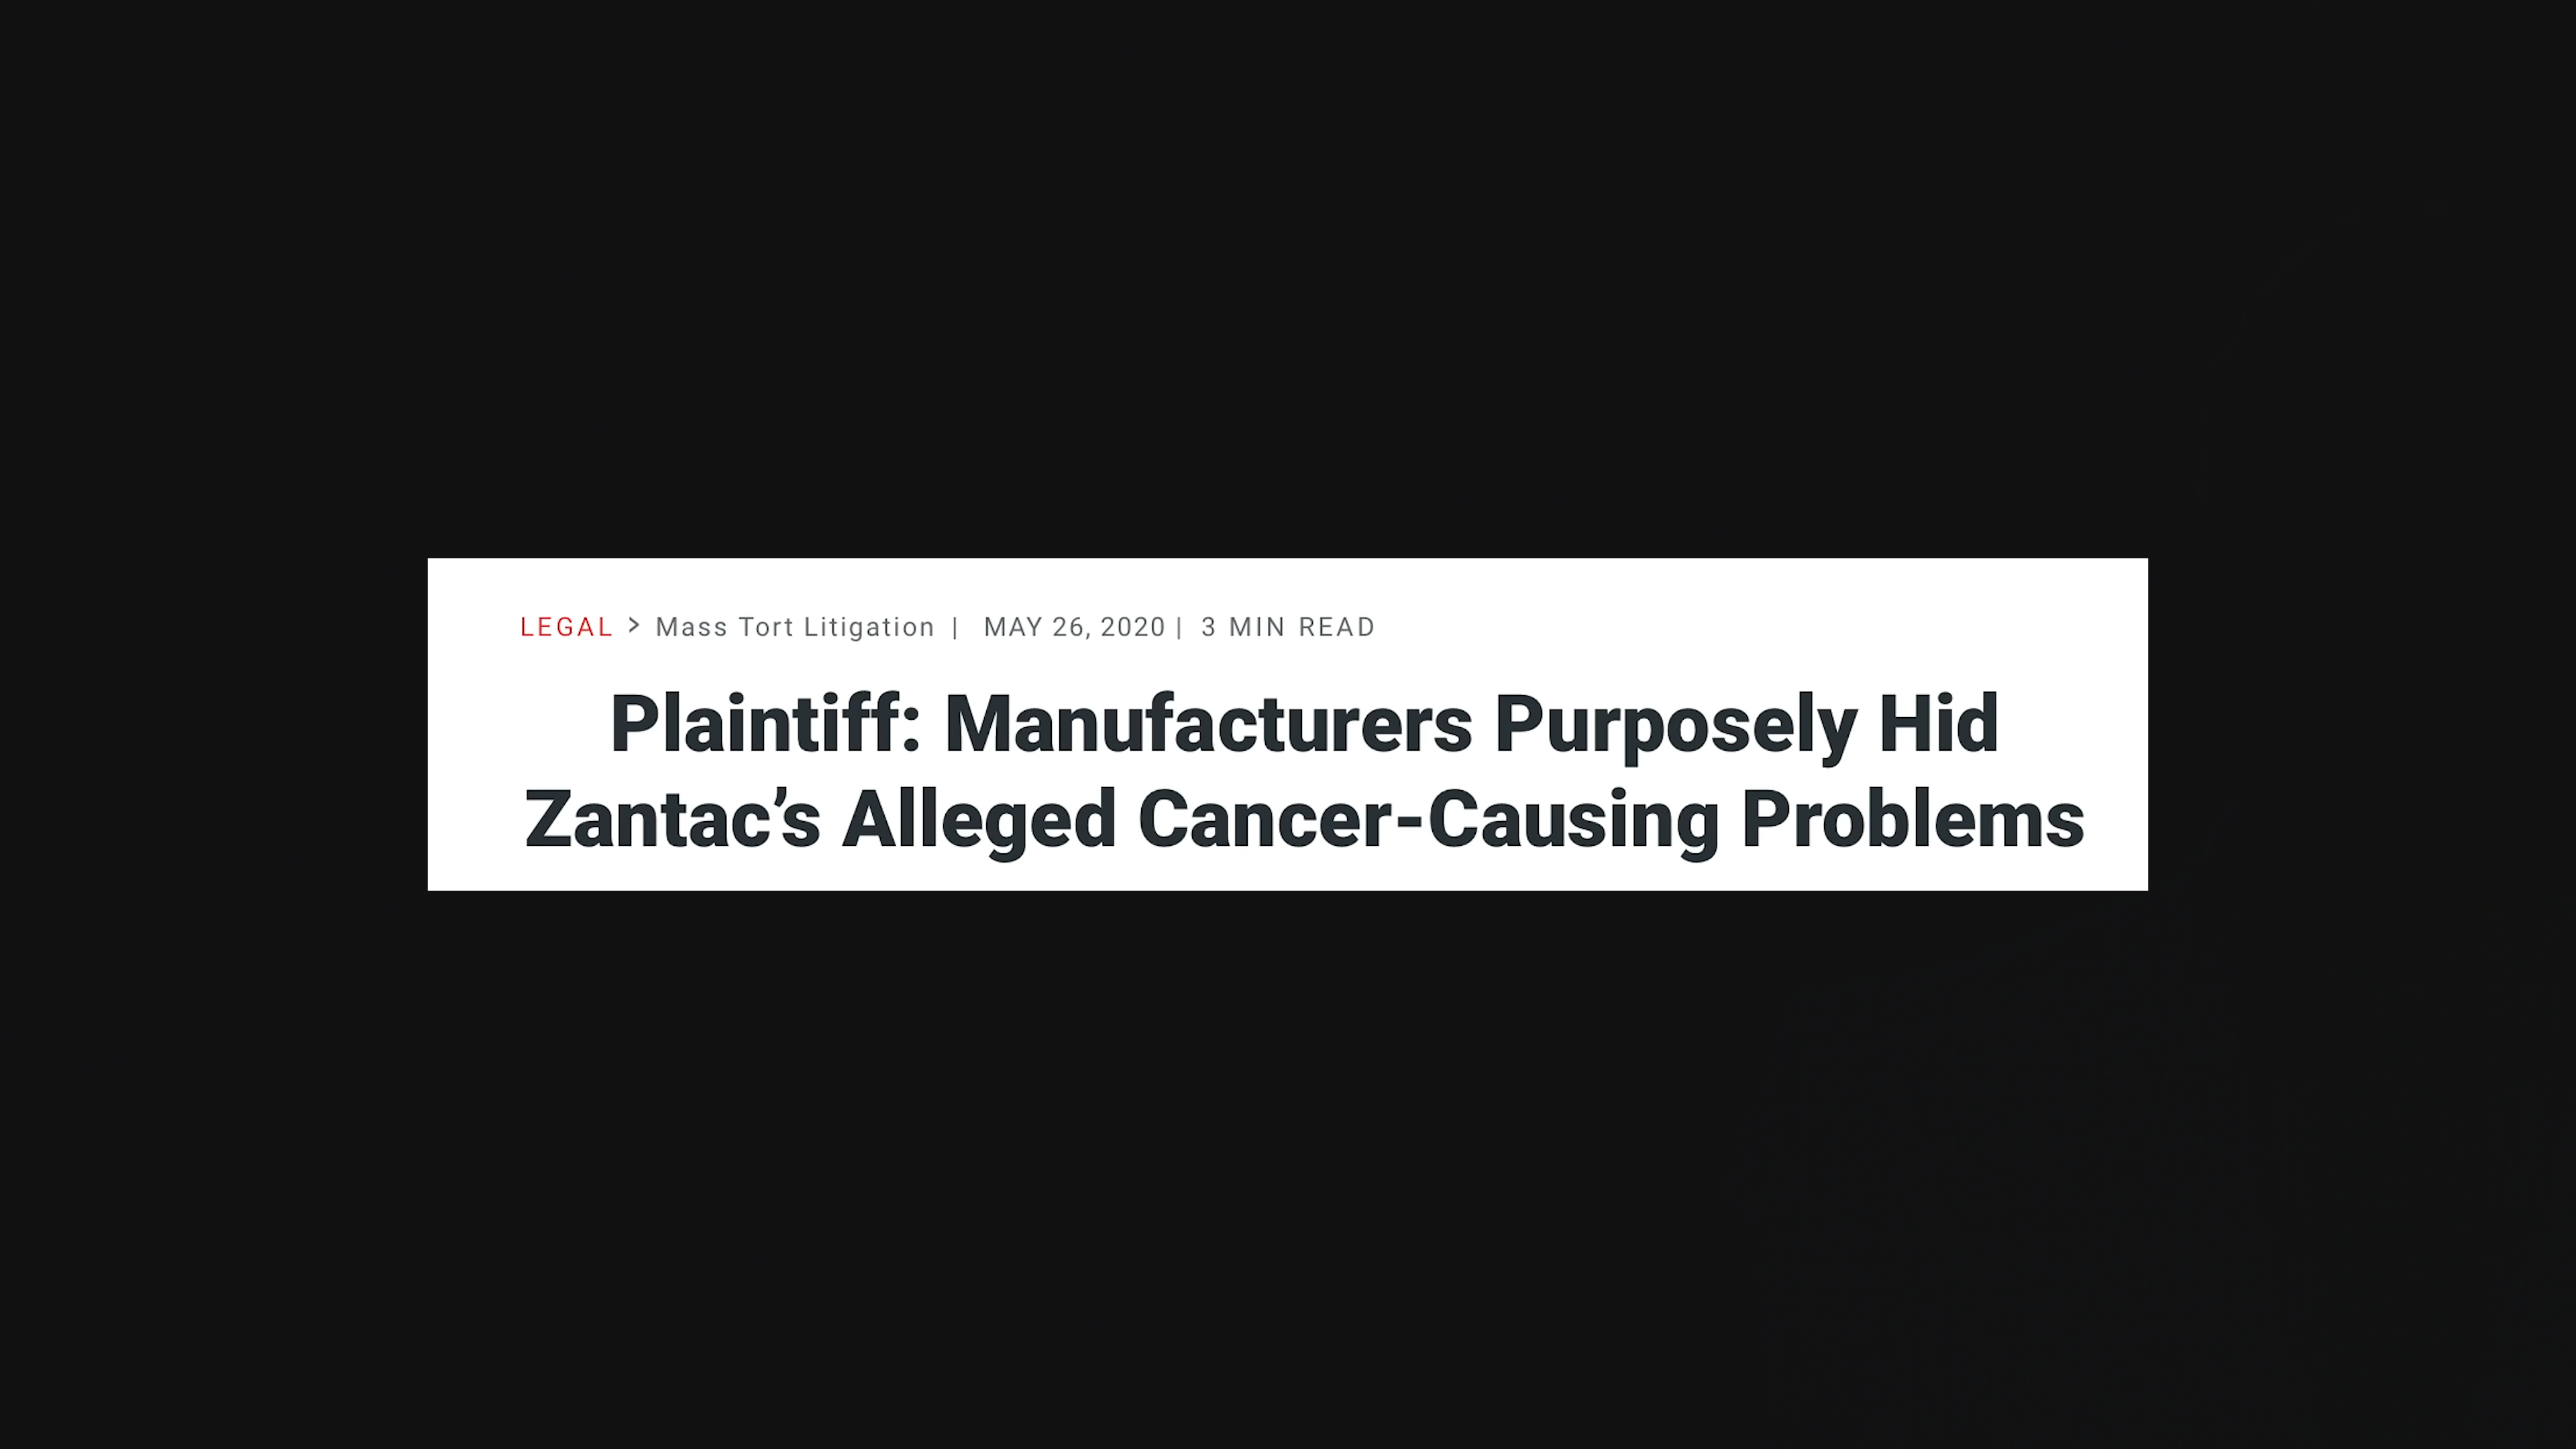 LEGAL > Mass Tort Litigation | MAY 26, 2020 | 3 MIN READ
Plaintiff: Manufacturers Purposely Hid
Zantac’s Alleged Cancer-Causing Problems